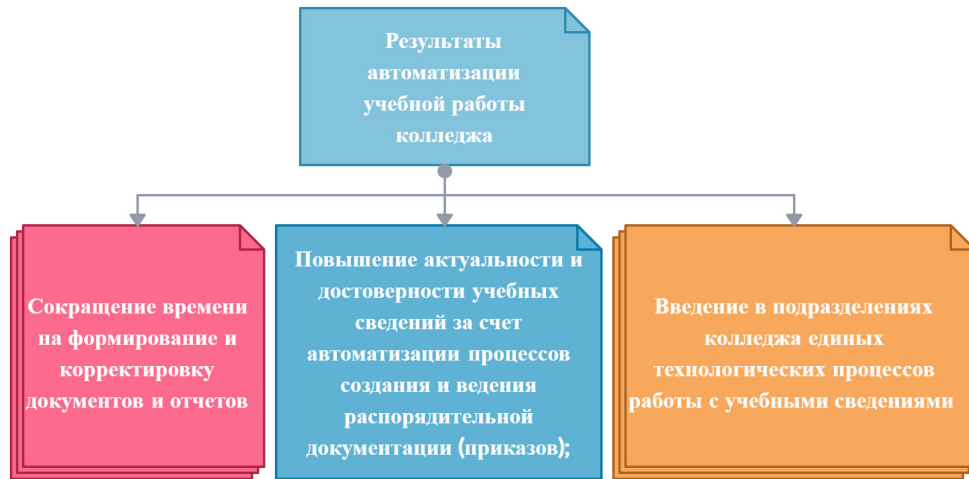 Результаты
автоматизации
учебной работы
колледжа
Сокращение времени
на формирование и
корректировку
документов и отчетов
Повышение актуальности и
достоверности учебных
сведений за счет
автоматизации процессов
создания и ведения
распорядительной
документации (приказов);
Введение в подразделениях
колледжа единых
технологических процессов
работы с учебными сведениями